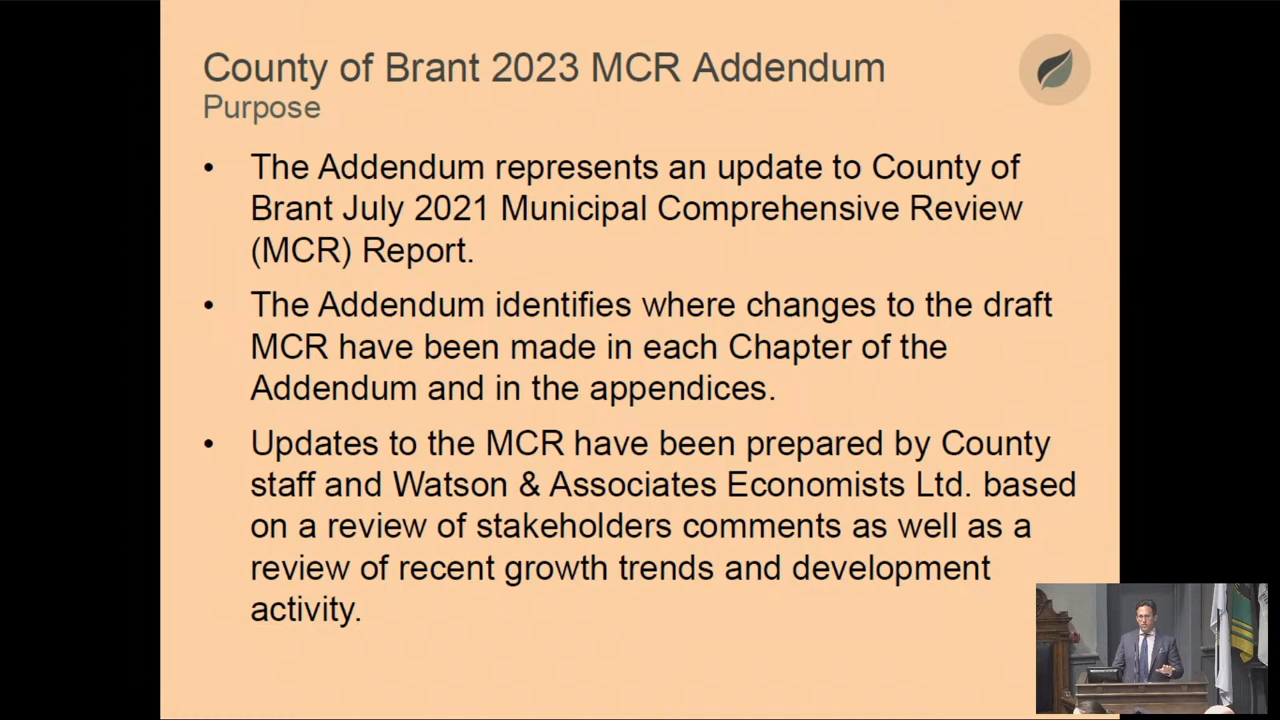 County of Brant 2023 MCR Addendum
Purpose
• The Addendum represents an update to County of
Brant July 2021 Municipal Comprehensive Review
(MCR) Report.
• The Addendum identifies where changes to the draft
MCR have been made in each Chapter of the
Addendum and in the appendices.
• Updates to the MCR have been prepared by County
staff and Watson & Associates Economists Ltd. based
on a review of stakeholders comments as well as a
review of recent growth trends and development
activity.